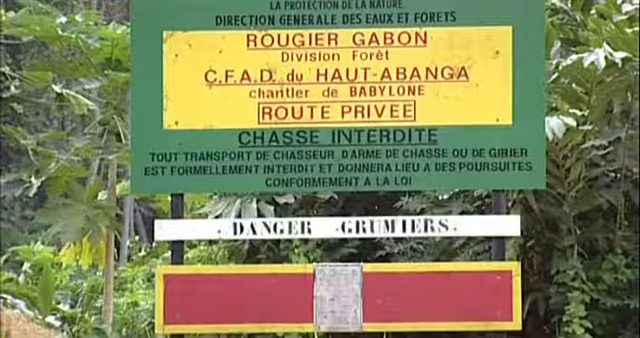 LA PROTECTION DE LA NATURE
DIRECTION GENERALE DES EAUX ET FORETS
ROUGIER GABON
Division Forêt
C.F.A.D. du HAUT-ABANGA
chantier de BABYLONE
ROUTE PRIVEE
CHASSE INTERDITE
TOUT TRANSPORT DE CHASSEUR D'ARME DE CHASSE OU DE GIBIER
EST FORMELLEMENT INTERDIT ET DONNERA LIEU A DES POURSUITES
CONFORMEMENT A LA LOI
DANGER GRUMIERS